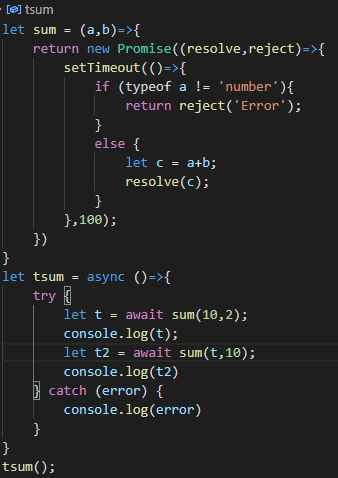 tsum
let sum = (a,b)=>{
    return new Promise((resolve,reject)=>{
        setTimeout(()=>{
            if (typeof a != 'number'){
                return reject('Error');
            }
            else {
                let c = a+b;
                resolve(c);
            }
        },100);
    })
}
let tsum = async ()=>{
    try {
        let t = await sum(10,2);
        console.log(t);
        let t2 = await sum(t,10);
        console.log(t2)
    } catch (error) {
        console.log(error)
    }
}
tsum();